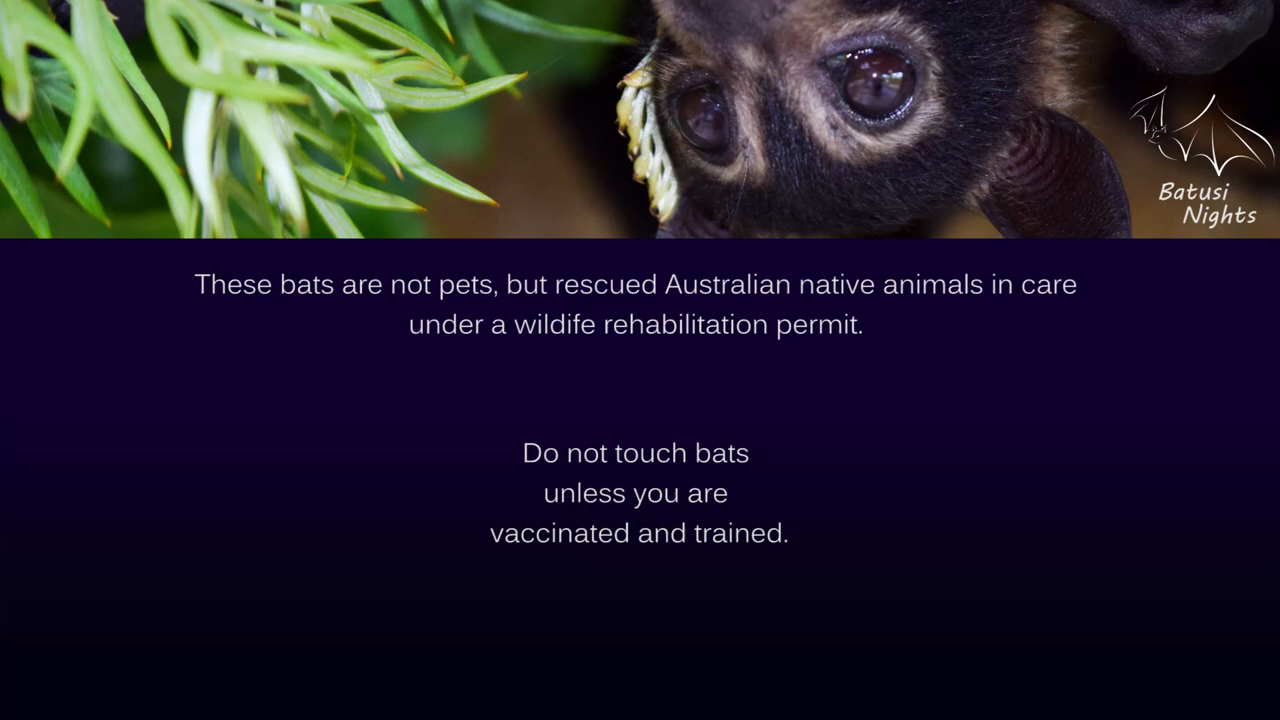 Batusi
Nights
These bats are not pets, but rescued Australian native animals in care
under a wildife rehabilitation permit.
Do not touch bats
unless you are
vaccinated and trained.